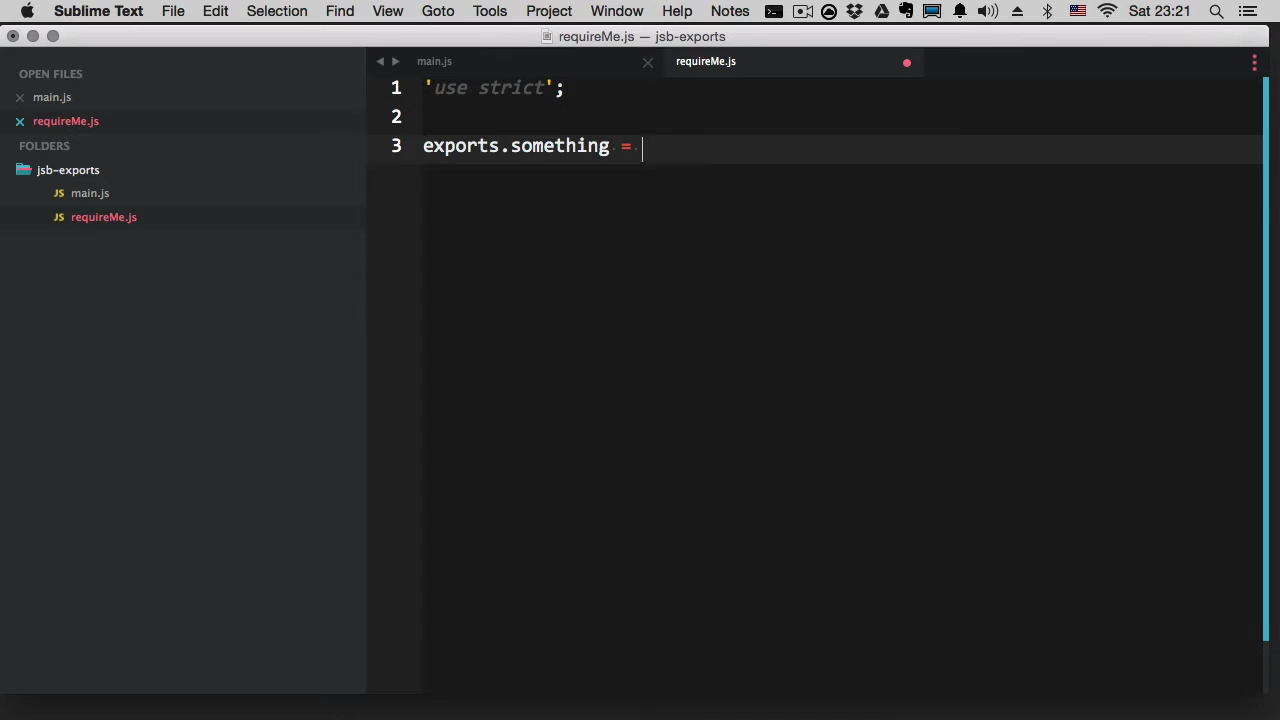 Sublime Text File Edit Selection Find View Goto Tools Project Window Help Notes Sat 23:21
requireMe.js — jsb-exports
OPEN FILES
main.js
requireMe.js
FOLDERS
jsb-exports
JS main.js
JS requireMe.js
main.js requireMe.js
1 'use strict';
2
3 exports.something =